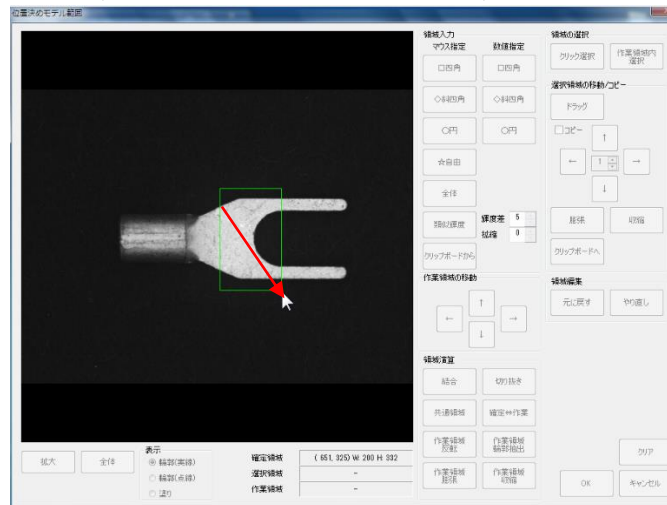 位置決めモデル範囲
領域入力
マウス指定 数値指定
□四角 □四角
◇斜四角 ◇斜四角
○円 ○円
☆自由
全体
類似輝度 輝度差 5
拡縮 0
クリップボードから
作業領域の移動
↑
← →
↓
領域演算
結合 切り抜き
共通領域 確定⇔作業
作業領域反転 作業領域輪郭抽出
作業領域膨張 作業領域収縮
領域の選択
クリック選択 作業領域内選択
選択領域の移動/コピー
ドラッグ
□コピー ↑
← 1 →
↓
膨張 収縮
クリップボードへ
領域編集
元に戻す やり直し
クリア
OK キャンセル
拡大 全体
表示
輪郭(実線)
輪郭(点線)
塗り
確定領域 ( 651, 325) W: 200 H: 332
選択領域 -
作業領域 -